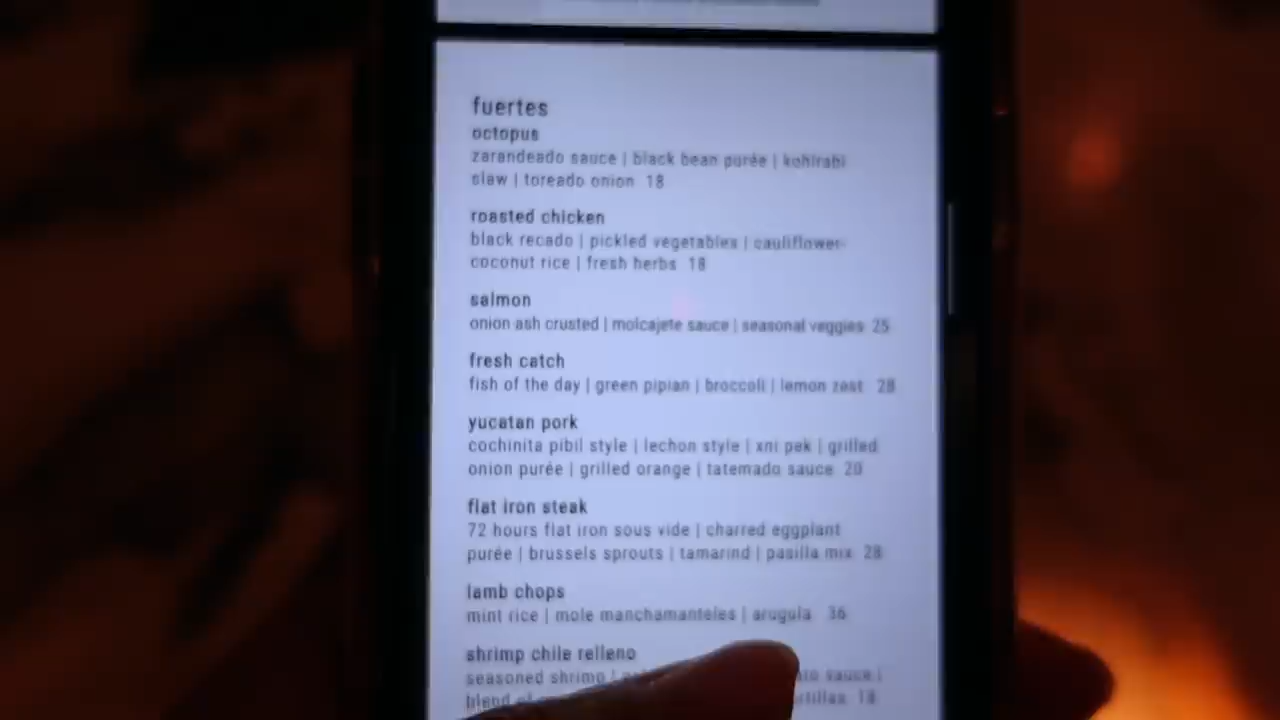 fuertes
octopus
zarandeado sauce | black bean purée | kohlrabi
slaw | toreado onion 18
roasted chicken
black recado | pickled vegetables | cauliflower-
coconut rice | fresh herbs 18
salmon
onion ash crusted | molcajete sauce | seasonal veggies 25
fresh catch
fish of the day | green pipian | broccoli | lemon zest 28
yucatan pork
cochinita pibil style | lechon style | xni pek | grilled
onion purée | grilled orange | tatemado sauce 20
flat iron steak
72 hours flat iron sous vide | charred eggplant
purée | brussels sprouts | tamarind | pasilla mix 28
lamb chops
mint rice | mole manchamanteles | arugula 36
shrimp chile relleno
seasoned shrimp | sauce |
blend of 18